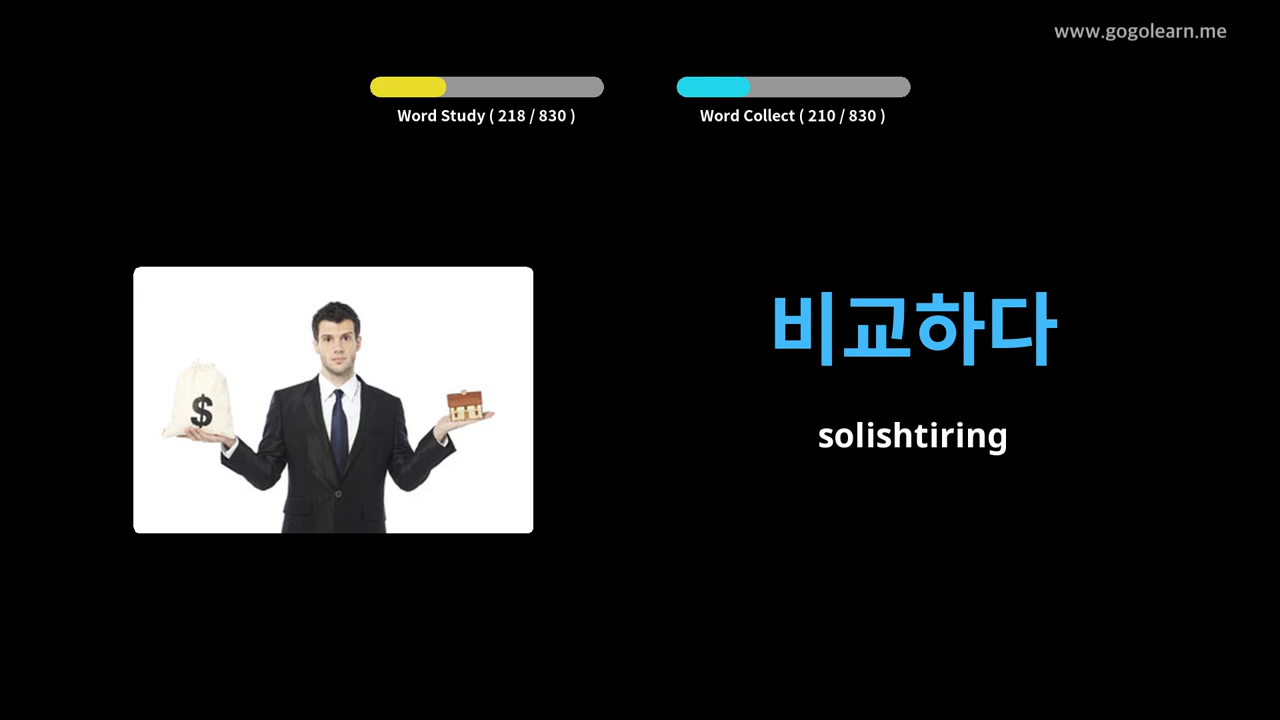 www.gogolearn.me
Word Study ( 218 / 830 )
Word Collect ( 210 / 830 )
비교하다
solishtiring
$